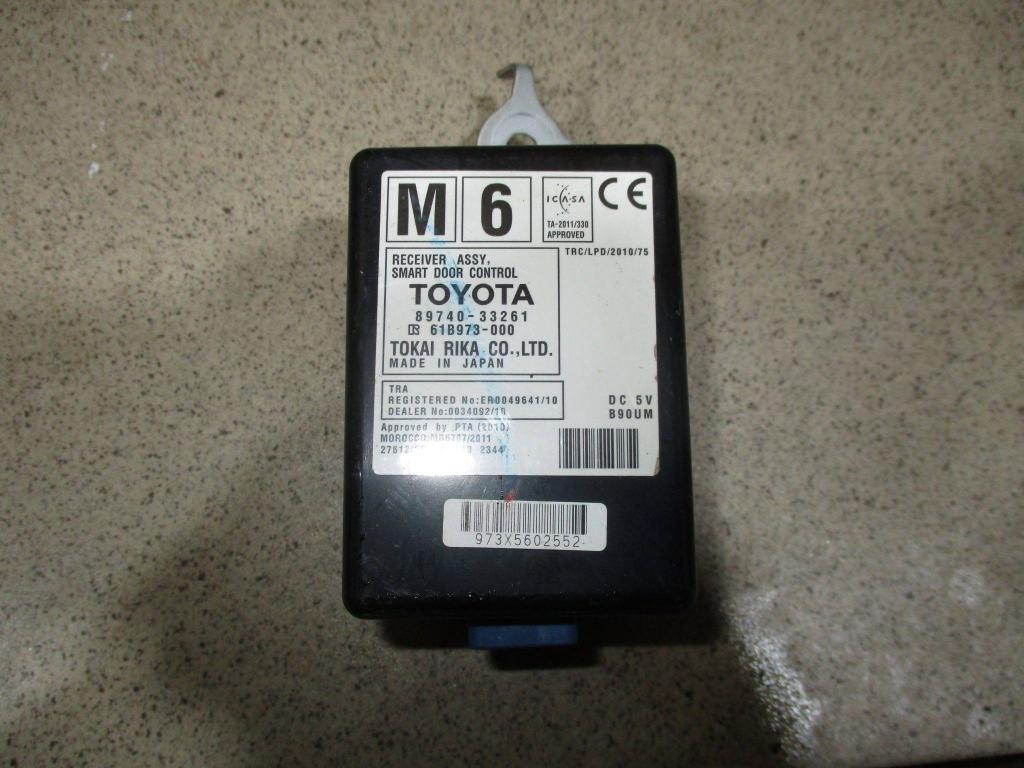 M 6
ICASA
TA-2011/330
APPROVED
CE
TRC/LPD/2010/75
RECEIVER ASSY,
SMART DOOR CONTROL
TOYOTA
89740-33261
61B973-000
TOKAI RIKA CO.,LTD.
MADE IN JAPAN
TRA
REGISTERED No:ER0049641/10
DEALER No:0034092/10
DC 5V
B90UM
Approved by PTA (2010)
2344
973X5602552